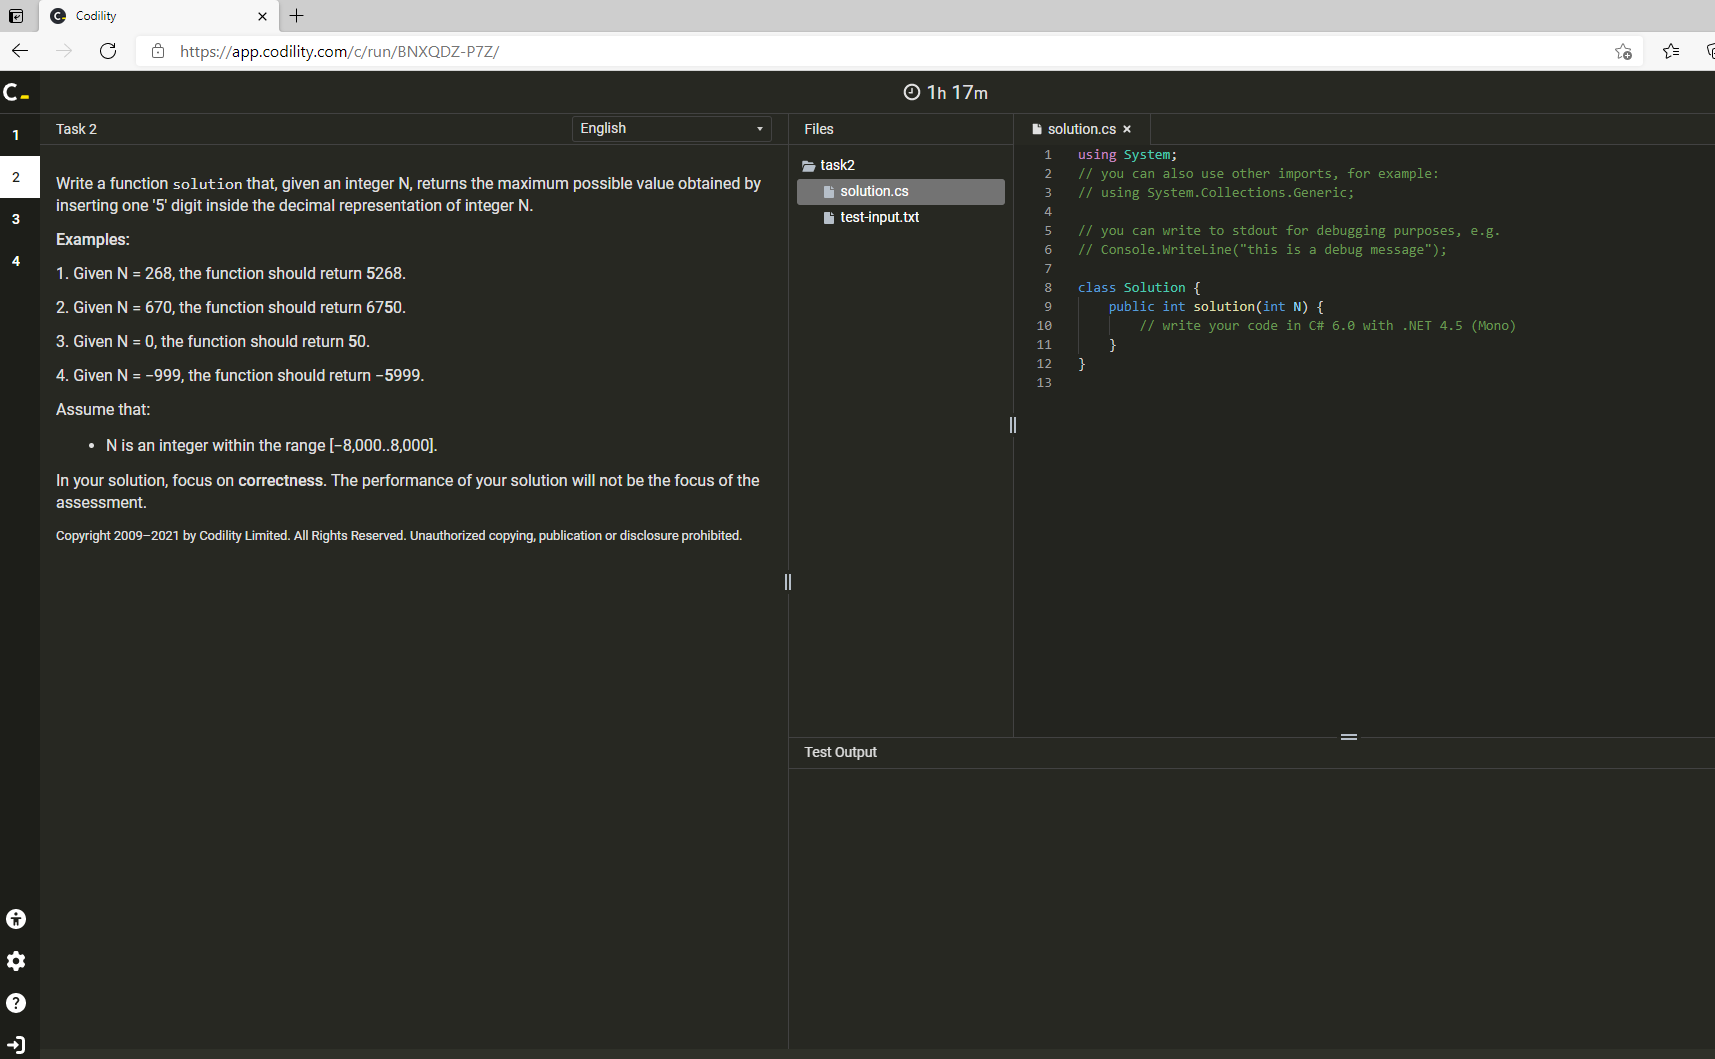 Codility
https://app.codility.com/c/run/BNXQDZ-P7Z/
C_
1h 17m
1
2
3
4
Task 2
English
Write a function solution that, given an integer N, returns the maximum possible value obtained by
inserting one '5' digit inside the decimal representation of integer N.
Examples:
1. Given N = 268, the function should return 5268.
2. Given N = 670, the function should return 6750.
3. Given N = 0, the function should return 50.
4. Given N = −999, the function should return −5999.
Assume that:
• N is an integer within the range [−8,000..8,000].
In your solution, focus on correctness. The performance of your solution will not be the focus of the
assessment.
Copyright 2009–2021 by Codility Limited. All Rights Reserved. Unauthorized copying, publication or disclosure prohibited.
Files
task2
solution.cs
test-input.txt
solution.cs ×
1 using System;
2 // you can also use other imports, for example:
3 // using System.Collections.Generic;
4
5 // you can write to stdout for debugging purposes, e.g.
6 // Console.WriteLine("this is a debug message");
7
8 class Solution {
9 public int solution(int N) {
10 // write your code in C# 6.0 with .NET 4.5 (Mono)
11 }
12 }
13
Test Output